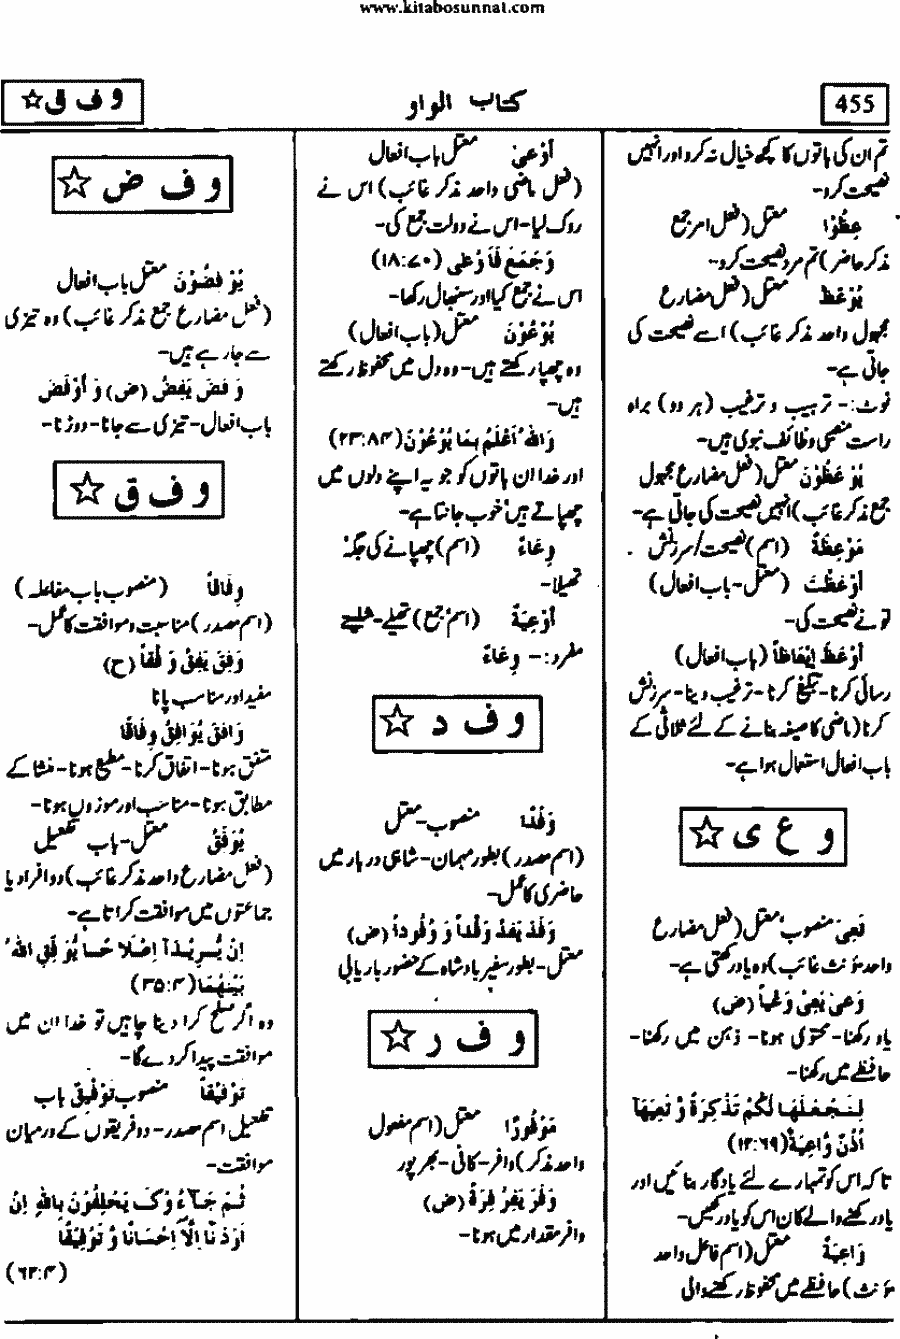 www.kitabosunnat.com
455
کتاب الواو
و ف ق ☆
تم ان کی باتوں کا کچھ خیال نہ کرو اور انہیں
نصیحت کرو-
عِظُوْا معتل (فعل امر جمع
مذکر حاضر) تم مرد نصیحت کرو--
یُوْعَظُ معتل (فعل مضارع
مجہول واحد مذکر غائب) اسے نصیحت کی
جاتی ہے-
نوٹ:- ترہیب و ترغیب (ہر دو) براہ
راست منصبی وظائف نبوی ہیں-
یُوْعَظُوْنَ معتل (فعل مضارع مجہول
جمع مذکر غائب) انہیں نصیحت کی جاتی ہے-
مَوْعِظَةً (اسم) نصیحت/سرزنش
أَوْعَظْتَ (معتل-باب افعال)
تو نے نصیحت کی-
أَوْعَظَ إِیْعَاظاً (باب افعال)
رسائی کرنا-تبلیغ کرنا-ترغیب دینا-سرزنش
کرنا (ماضی کا صیغہ بنانے کے لئے ثلاثی کے
باب افعال استعمال ہوا ہے-
و ع ی ☆
تَعِیَ منصوب' معتل (فعل مضارع
واحد مؤنث غائب) وہ یاد رکھتی ہے-
وَعٰی یَعِیْ وَعْیاً (ض)
یاد رکھنا-محتوی ہونا-ذہن میں رکھنا-
حافظے میں رکھنا-
لِنَجْعَلَهَا لَكُمْ تَذْكِرَةً وَّ تَعِیَهَآ
أُذُنٌ وَّاعِیَةٌ (۱۲:۶۹)
تاکہ اس کو تمہارے لئے یادگار بنائیں اور
یاد رکھنے والے کان اس کو یاد رکھیں-
وَاعِیَةً معتل (اسم فاعل واحد
مؤنث) حافظے میں محفوظ رکھنے والی
أَوْعٰی معتل باب افعال
(فعل ماضی واحد مذکر غائب) اس نے
روک لیا-اس نے دولت جمع کی-
وَجَمَعَ فَاَوْعٰی (۱۸:۷۰)
اس نے جمع کیا اور سنبھال رکھا-
یُوْعُوْنَ معتل (باب افعال)
وہ چھپا رکھتے ہیں-وہ دل میں محفوظ رکھتے
ہیں-
وَاللهُ اَعْلَمُ بِمَا یُوْعُوْنَ (۲۳:۸۴)
اور خدا ان باتوں کو جو یہ اپنے دلوں میں
چھپاتے ہیں' خوب جانتا ہے-
وِعَاءً (اسم) چھپانے کی جگہ'
تھیلا-
أَوْعِیَةً (اسم' جمع) تھیلے-
مفرد:- وِعَاءً
و ف د ☆
وَفْدًا منصوب-معتل
(اسم مصدر) بطور مہمان-شاہی دربار میں
حاضری کا عمل-
وَفَدَ یَفِدُ وَفْداً وَ وُفُوداً (ض)
معتل-بطور سفیر بادشاہ کے حضور باریابی
و ف ر ☆
مَوْفُورًا معتل (اسم مفعول
واحد مذکر) وافر-کافی-بھرپور
وَفَرَ یَفِرُ فِرَةً (ض)
وافر مقدار میں ہونا-
و ف ض ☆
یُوْفِضُوْنَ معتل باب افعال
(فعل مضارع جمع مذکر غائب) وہ تیزی
سے جا رہے ہیں-
وَفَضَ یَفِضُ (ض) وَ أَوْفَضَ
باب افعال-تیزی سے جانا-دوڑنا-
و ف ق ☆
وِفَاقاً (منصوب باب مفاعلہ)
(اسم مصدر) مناسبت و موافقت کا عمل-
وَفِقَ یَفِقُ وَفْقاً (ح)
مفید اور مناسب پانا
وَافَقَ یُوَافِقُ وِفَاقًا
متفق ہونا-اتفاق کرنا-مطیع ہونا-منشا کے
مطابق ہونا-مناسب اور موزوں ہونا-
یُوَفِّقُ معتل-باب تفعیل
(فعل مضارع واحد مذکر غائب) دو افراد یا
جماعتوں میں موافقت کراتا ہے-
اِنْ یُّرِیْدَآ اِصْلَاحًا یُّوَفِّقِ اللهُ
بَیْنَهُمَا (۳۵:۴)
وہ اگر صلح کرا دینا چاہیں تو خدا ان میں
موافقت پیدا کر دے گا-
تَوْفِیْقاً منصوب تَوْفِیْق باب
تفعیل اسم مصدر-دو فریقوں کے درمیان
موافقت-
ثُمَّ جَآءُوْكَ یَحْلِفُوْنَ بِاللهِ اِنْ
اَرَدْنَآ اِلَّآ اِحْسَانًا وَّ تَوْفِیْقًا
(۶۲:۴)